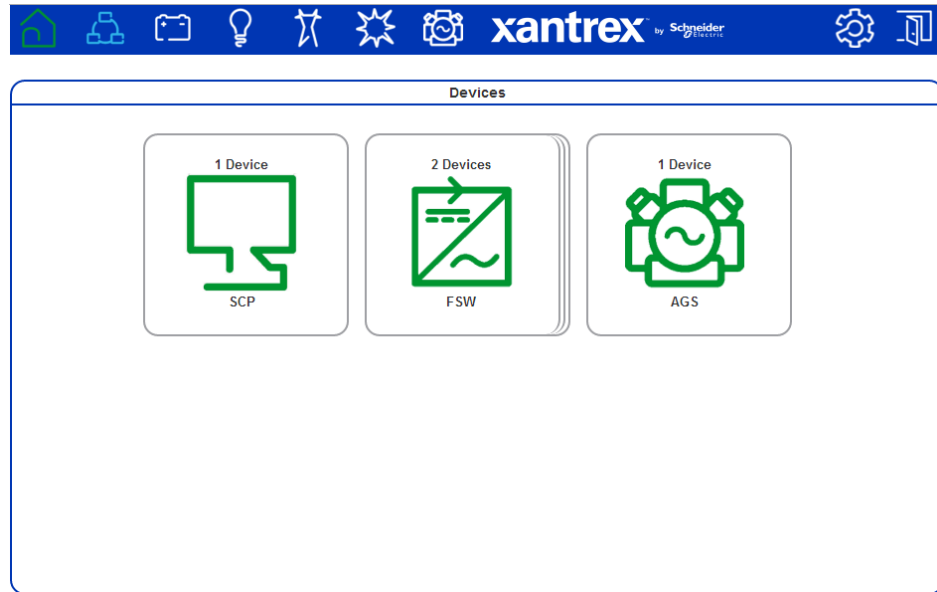 xantrex by Schneider Electric
Devices
1 Device
2 Devices
1 Device
SCP
FSW
AGS